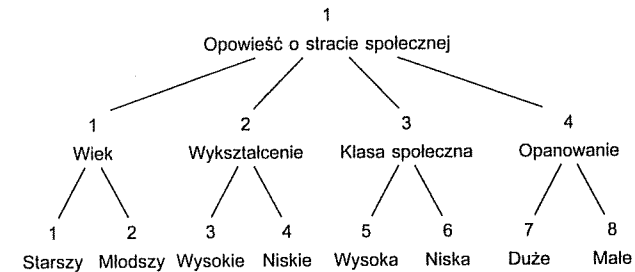 1
Opowieść o stracie społecznej
1 2 3 4
Wiek Wykształcenie Klasa społeczna Opanowanie
1 2 3 4 5 6 7 8
Starszy Młodszy Wysokie Niskie Wysoka Niska Duże Małe